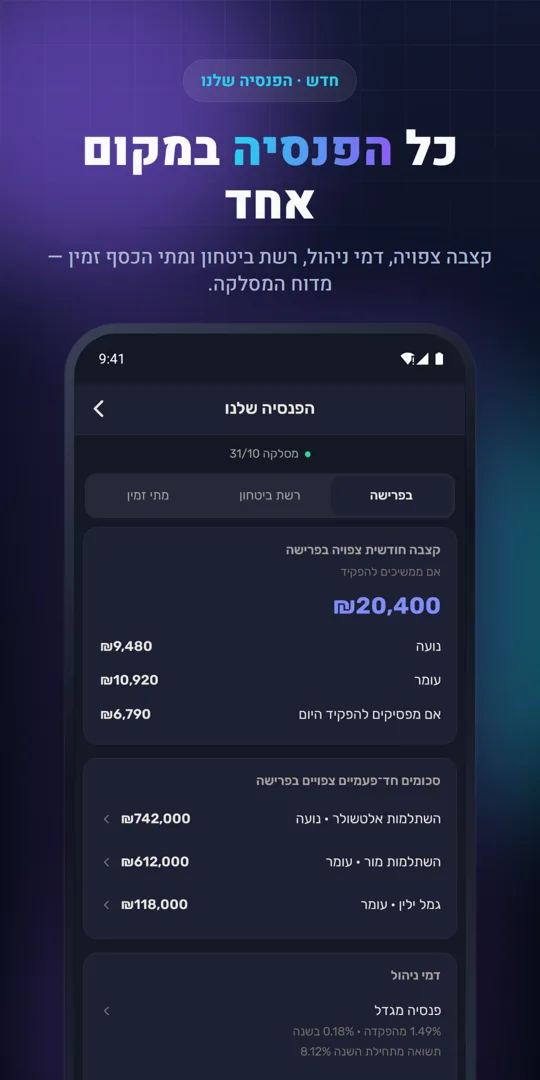 חדש · הפנסיה שלנו
כל הפנסיה במקום
אחד
קצבה צפויה, דמי ניהול, רשת ביטחון ומתי הכסף זמין —
מדוח המסלקה.
9:41
הפנסיה שלנו
מסלקה 31/10
בפרישה
רשת ביטחון
מתי זמין
קצבה חודשית צפויה בפרישה
אם ממשיכים להפקיד
₪20,400
נועה ₪9,480
עומר ₪10,920
אם מפסיקים להפקיד היום ₪6,790
סכומים חד־פעמיים צפויים בפרישה
השתלמות אלטשולר · נועה ₪742,000
השתלמות מור · עומר ₪612,000
גמל ילין · עומר ₪118,000
דמי ניהול
פנסיה מגדל
1.49% מהפקדה · 0.18% בשנה
תשואה מתחילת השנה 8.12%